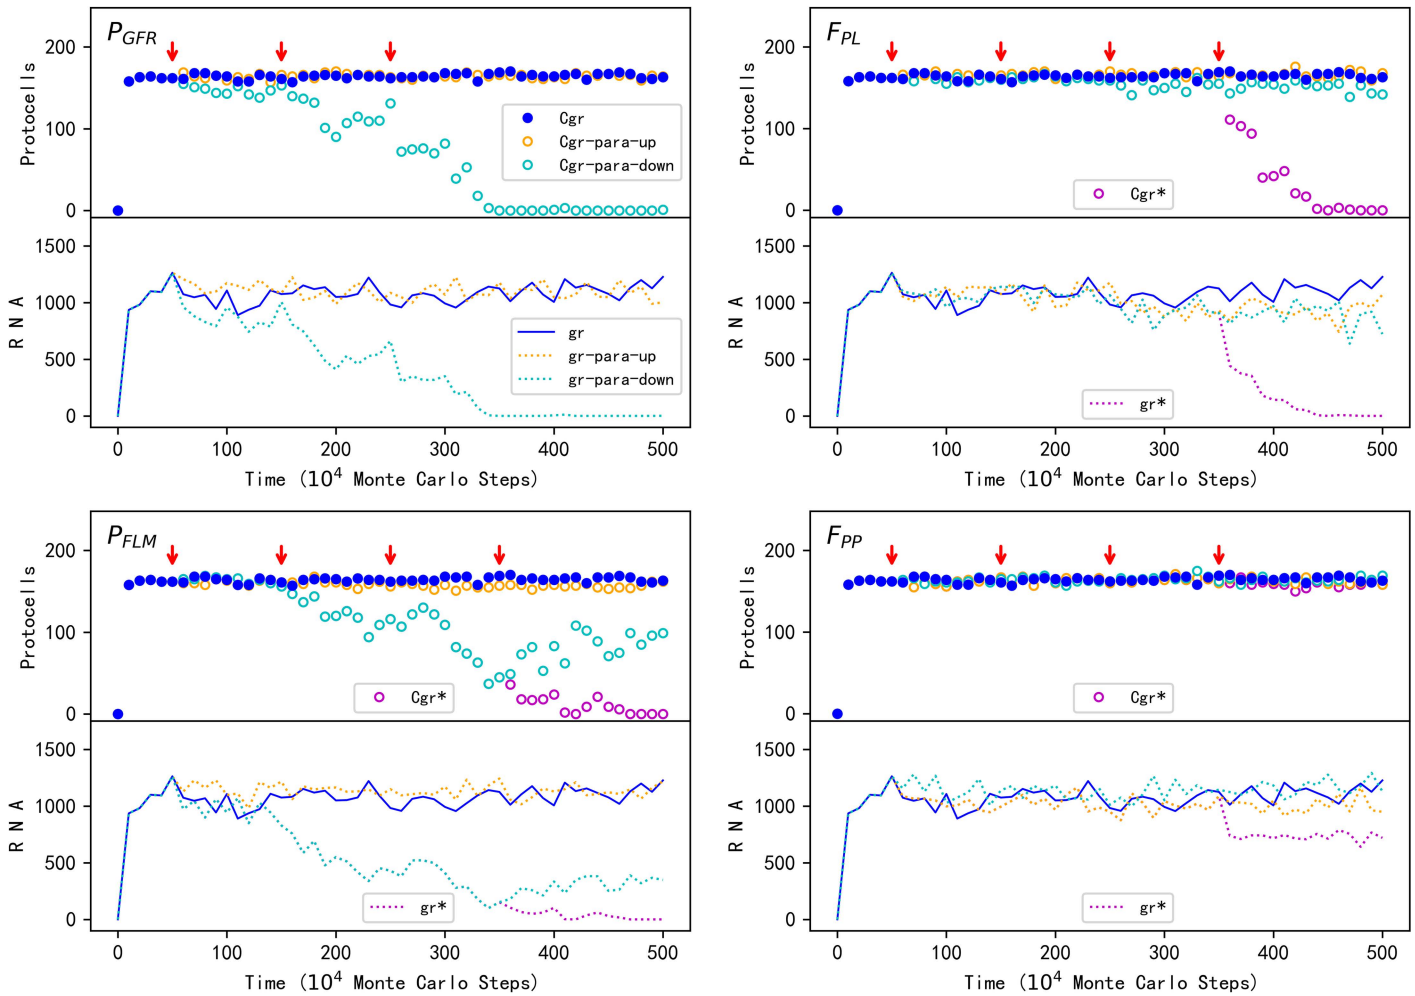 P_GFR
Protocells
200
100
0
Cgr
Cgr-para-up
Cgr-para-down
R N A
1500
1000
500
0
gr
gr-para-up
gr-para-down
0 100 200 300 400 500
Time (10^4 Monte Carlo Steps)
F_PL
Protocells
200
100
0
Cgr*
R N A
1500
1000
500
0
gr*
0 100 200 300 400 500
Time (10^4 Monte Carlo Steps)
P_FLM
Protocells
200
100
0
Cgr*
R N A
1500
1000
500
0
gr*
0 100 200 300 400 500
Time (10^4 Monte Carlo Steps)
F_PP
Protocells
200
100
0
Cgr*
R N A
1500
1000
500
0
gr*
0 100 200 300 400 500
Time (10^4 Monte Carlo Steps)